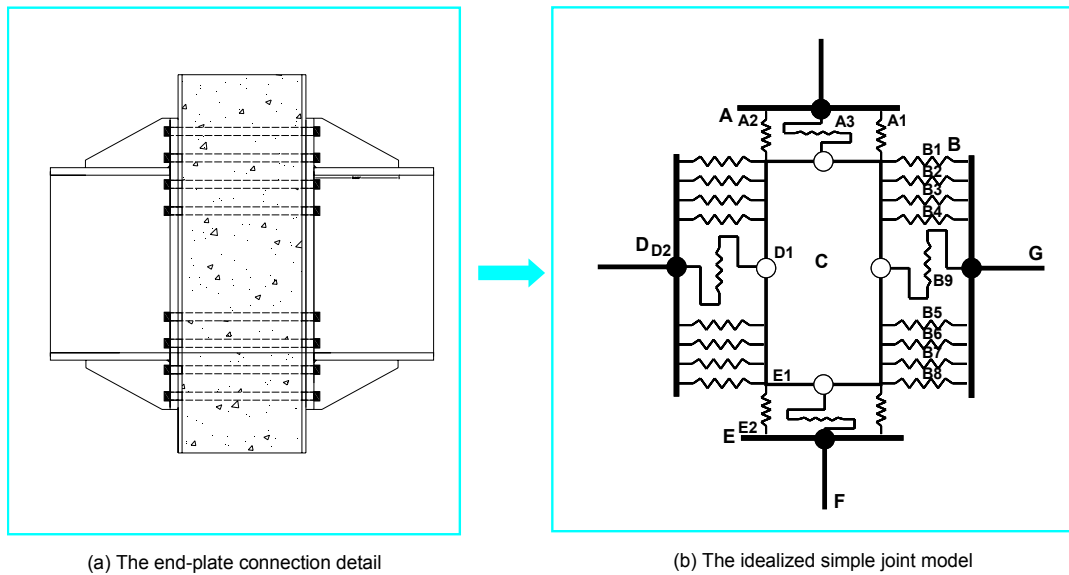 A
A2
A3
A1
B1
B
B2
B3
B4
D
D2
D1
C
B9
G
B5
B6
B7
B8
E1
E2
E
F
(a) The end-plate connection detail
(b) The idealized simple joint model